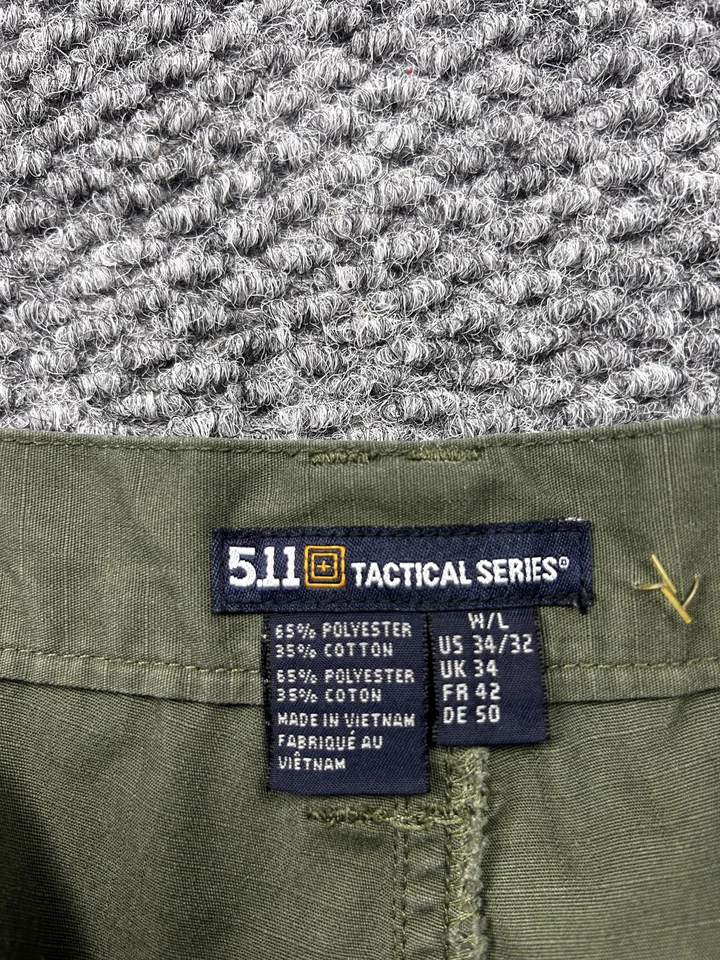 5.11 TACTICAL SERIES®
65% POLYESTER
35% COTTON
65% POLYESTER
35% COTON
MADE IN VIETNAM
FABRIQUÉ AU
VIÊTNAM
W/L
US 34/32
UK 34
FR 42
DE 50